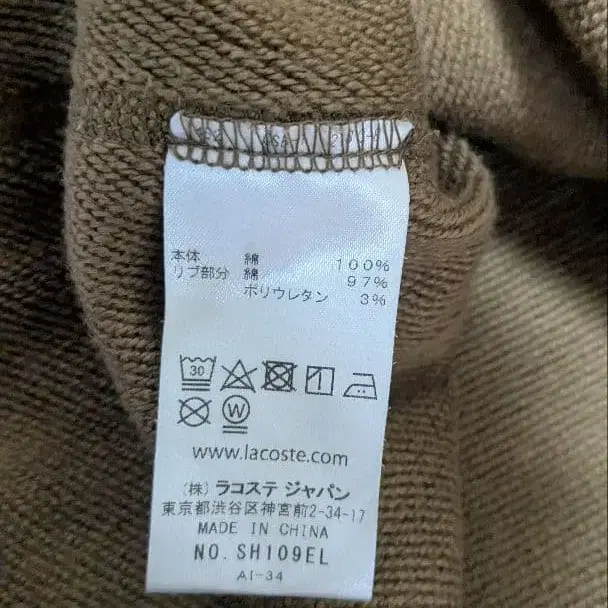 本体 綿 100%
リブ部分 綿 97%
ポリウレタン 3%
30
W
www.lacoste.com
(株) ラコステ ジャパン
東京都渋谷区神宮前2-34-17
MADE IN CHINA
NO. SH109EL
AI-34